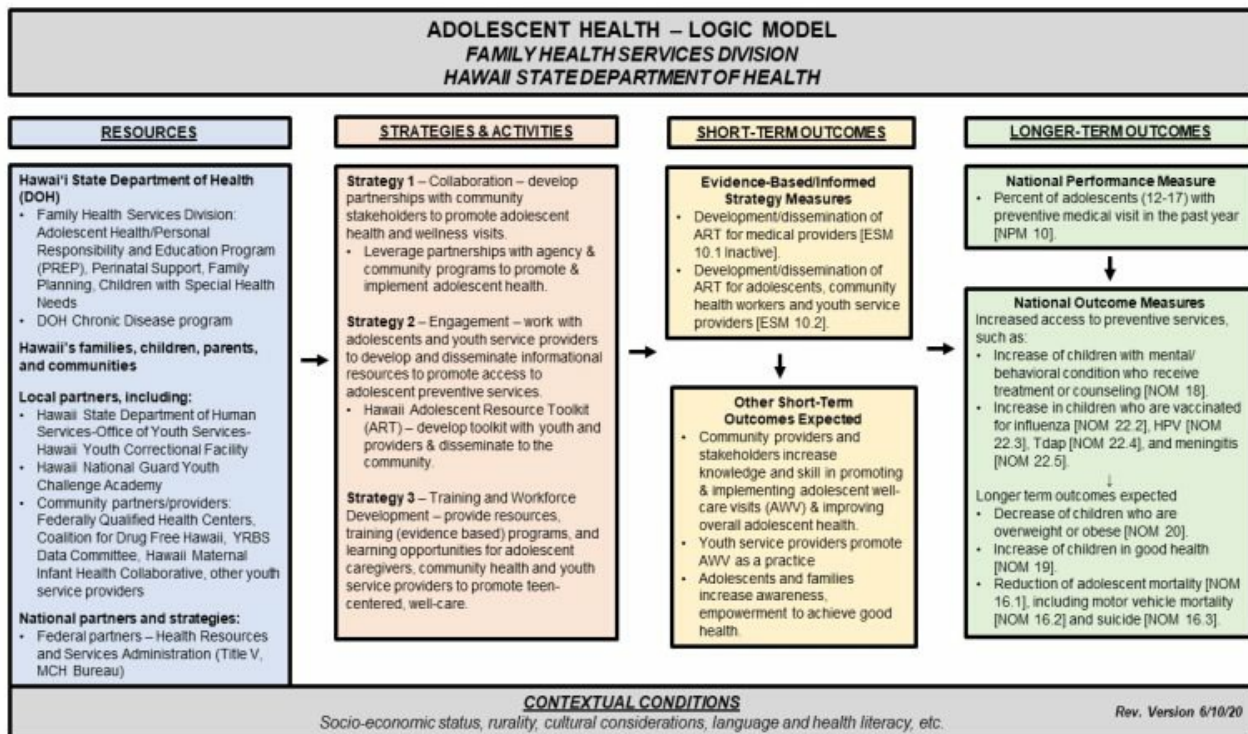 ADOLESCENT HEALTH – LOGIC MODEL
FAMILY HEALTH SERVICES DIVISION
HAWAII STATE DEPARTMENT OF HEALTH
RESOURCES
Hawai'i State Department of Health
(DOH)
• Family Health Services Division:
Adolescent Health/Personal
Responsibility and Education Program
(PREP), Perinatal Support, Family
Planning, Children with Special Health
Needs
• DOH Chronic Disease program
Hawaii's families, children, parents,
and communities
Local partners, including:
• Hawaii State Department of Human
Services-Office of Youth Services-
Hawaii Youth Correctional Facility
• Hawaii National Guard Youth
Challenge Academy
• Community partners/providers:
Federally Qualified Health Centers,
Coalition for Drug Free Hawaii, YRBS
Data Committee, Hawaii Maternal
Infant Health Collaborative, other youth
service providers
National partners and strategies:
• Federal partners – Health Resources
and Services Administration (Title V,
MCH Bureau)
STRATEGIES & ACTIVITIES
Strategy 1 – Collaboration – develop
partnerships with community
stakeholders to promote adolescent
health and wellness visits.
• Leverage partnerships with agency &
community programs to promote &
implement adolescent health.
Strategy 2 – Engagement – work with
adolescents and youth service providers
to develop and disseminate informational
resources to promote access to
adolescent preventive services.
• Hawaii Adolescent Resource Toolkit
(ART) – develop toolkit with youth and
providers & disseminate to the
community.
Strategy 3 – Training and Workforce
Development – provide resources,
training (evidence based) programs, and
learning opportunities for adolescent
caregivers, community health and youth
service providers to promote teen-
centered, well-care.
SHORT-TERM OUTCOMES
Evidence-Based/Informed
Strategy Measures
• Development/dissemination of
ART for medical providers [ESM
10.1 Inactive].
• Development/dissemination of
ART for adolescents, community
health workers and youth service
providers [ESM 10.2].
Other Short-Term
Outcomes Expected
• Community providers and
stakeholders increase
knowledge and skill in promoting
& implementing adolescent well-
care visits (AWV) & improving
overall adolescent health.
• Youth service providers promote
AWV as a practice
• Adolescents and families
increase awareness,
empowerment to achieve good
health.
LONGER-TERM OUTCOMES
National Performance Measure
• Percent of adolescents (12-17) with
preventive medical visit in the past year
[NPM 10].
National Outcome Measures
Increased access to preventive services,
such as:
• Increase of children with mental/
behavioral condition who receive
treatment or counseling [NOM 18].
• Increase in children who are vaccinated
for influenza [NOM 22.2], HPV [NOM
22.3], Tdap [NOM 22.4], and meningitis
[NOM 22.5].
Longer term outcomes expected
• Decrease of children who are
overweight or obese [NOM 20].
• Increase of children in good health
[NOM 19].
• Reduction of adolescent mortality [NOM
16.1], including motor vehicle mortality
[NOM 16.2] and suicide [NOM 16.3].
CONTEXTUAL CONDITIONS
Socio-economic status, rurality, cultural considerations, language and health literacy, etc.
Rev. Version 6/10/20